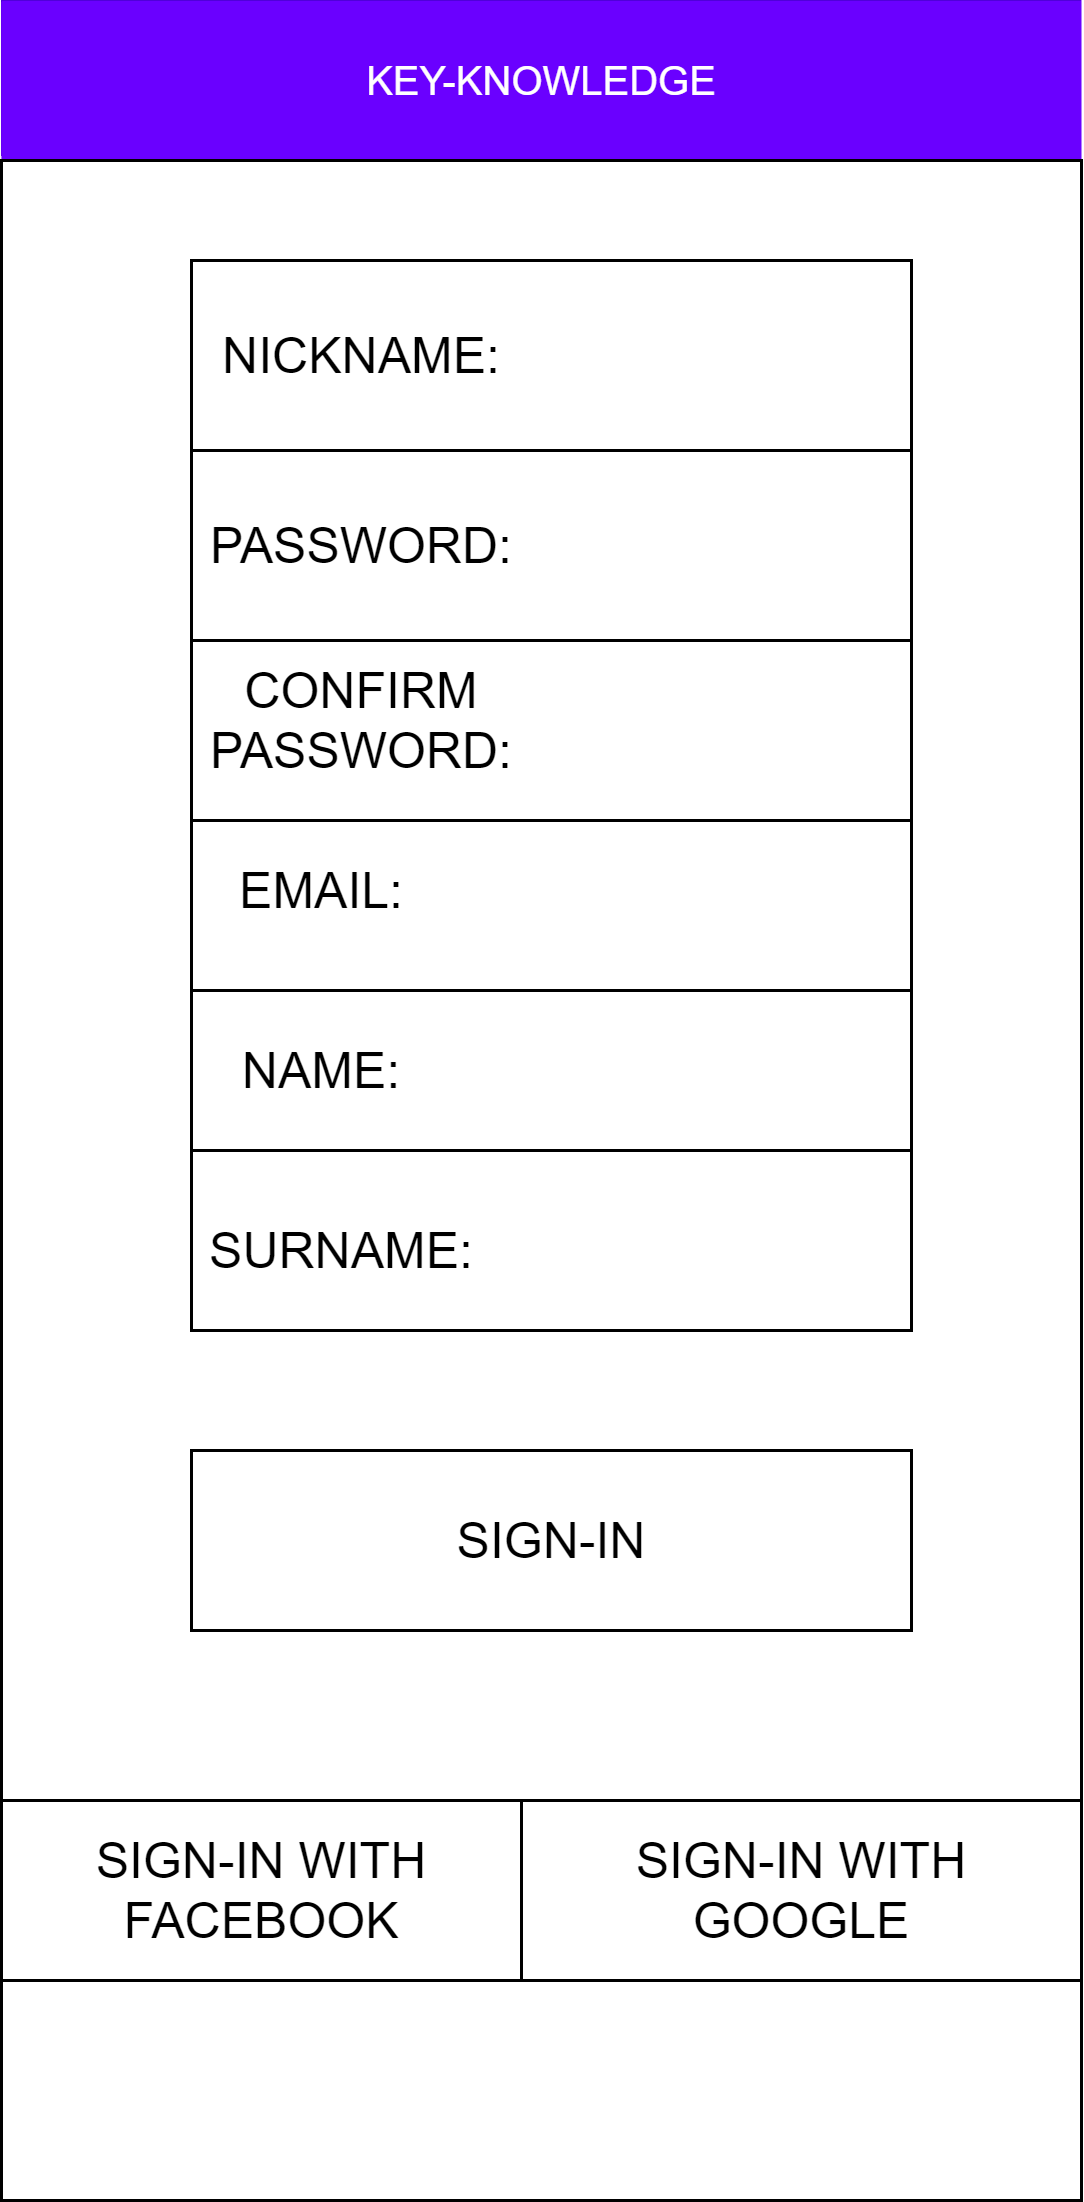 KEY-KNOWLEDGE
NICKNAME:
PASSWORD:
CONFIRM
PASSWORD:
EMAIL:
NAME:
SURNAME:
SIGN-IN
SIGN-IN WITH
FACEBOOK
SIGN-IN WITH
GOOGLE